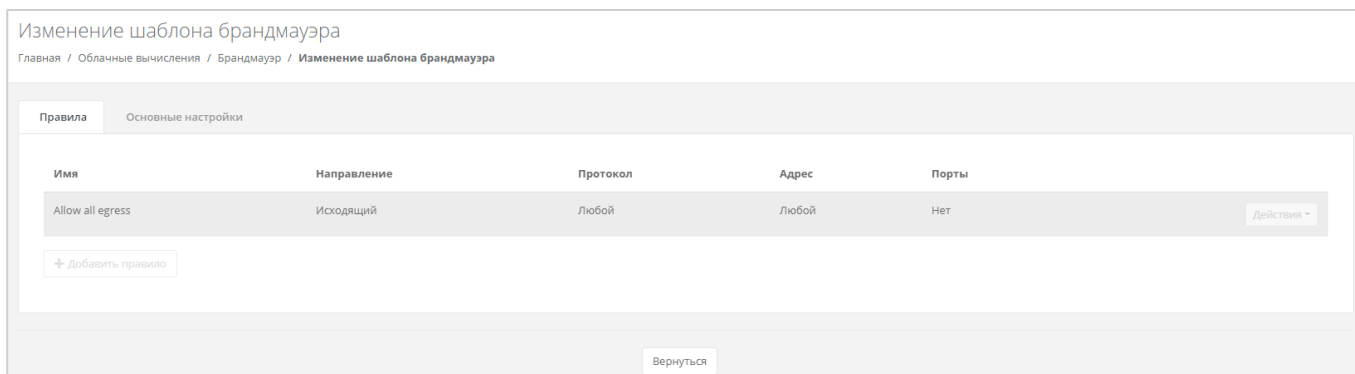 Изменение шаблона брандмауэра
Главная / Облачные вычисления / Брандмауэр / Изменение шаблона брандмауэра
Правила Основные настройки
Имя Направление Протокол Адрес Порты
Allow all egress Исходящий Любой Любой Нет Действия
+ Добавить правило
Вернуться